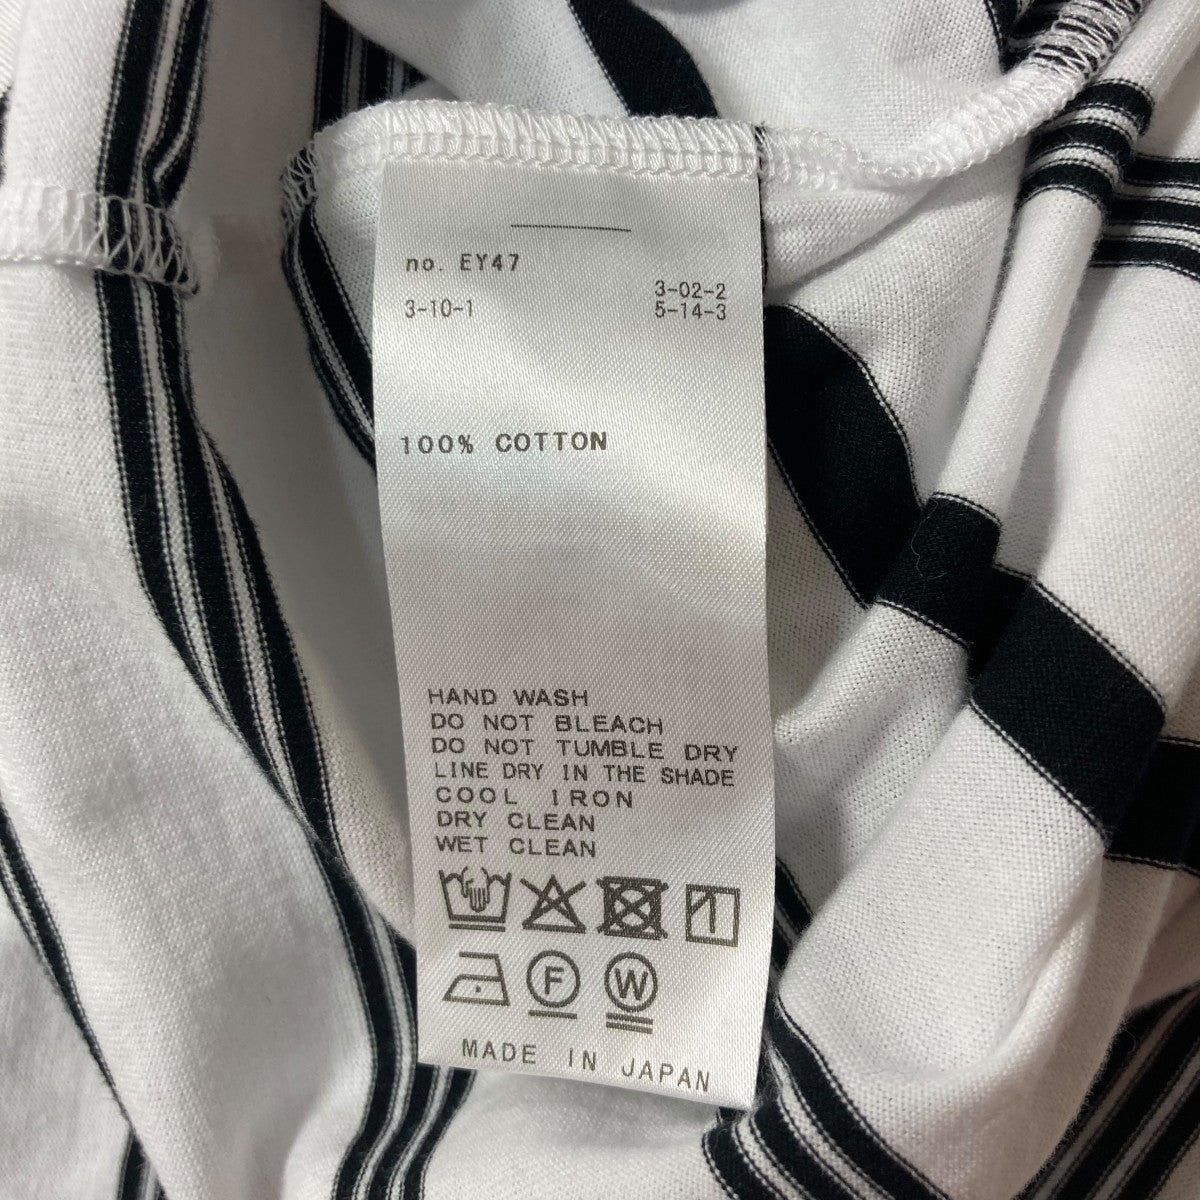 no. EY47
3-10-1
3-02-2
5-14-3
100% COTTON
HAND WASH
DO NOT BLEACH
DO NOT TUMBLE DRY
LINE DRY IN THE SHADE
COOL IRON
DRY CLEAN
WET CLEAN
F W
MADE IN JAPAN